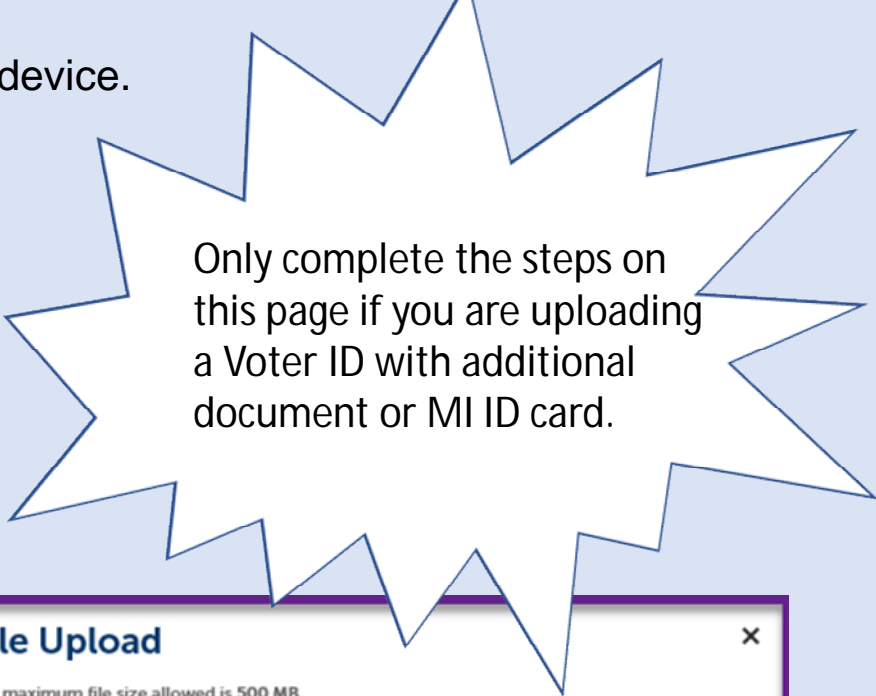 device.
Only complete the steps on
this page if you are uploading
a Voter ID with additional
document or MI ID card.
le Upload
×
maximum file size allowed is 500 MB